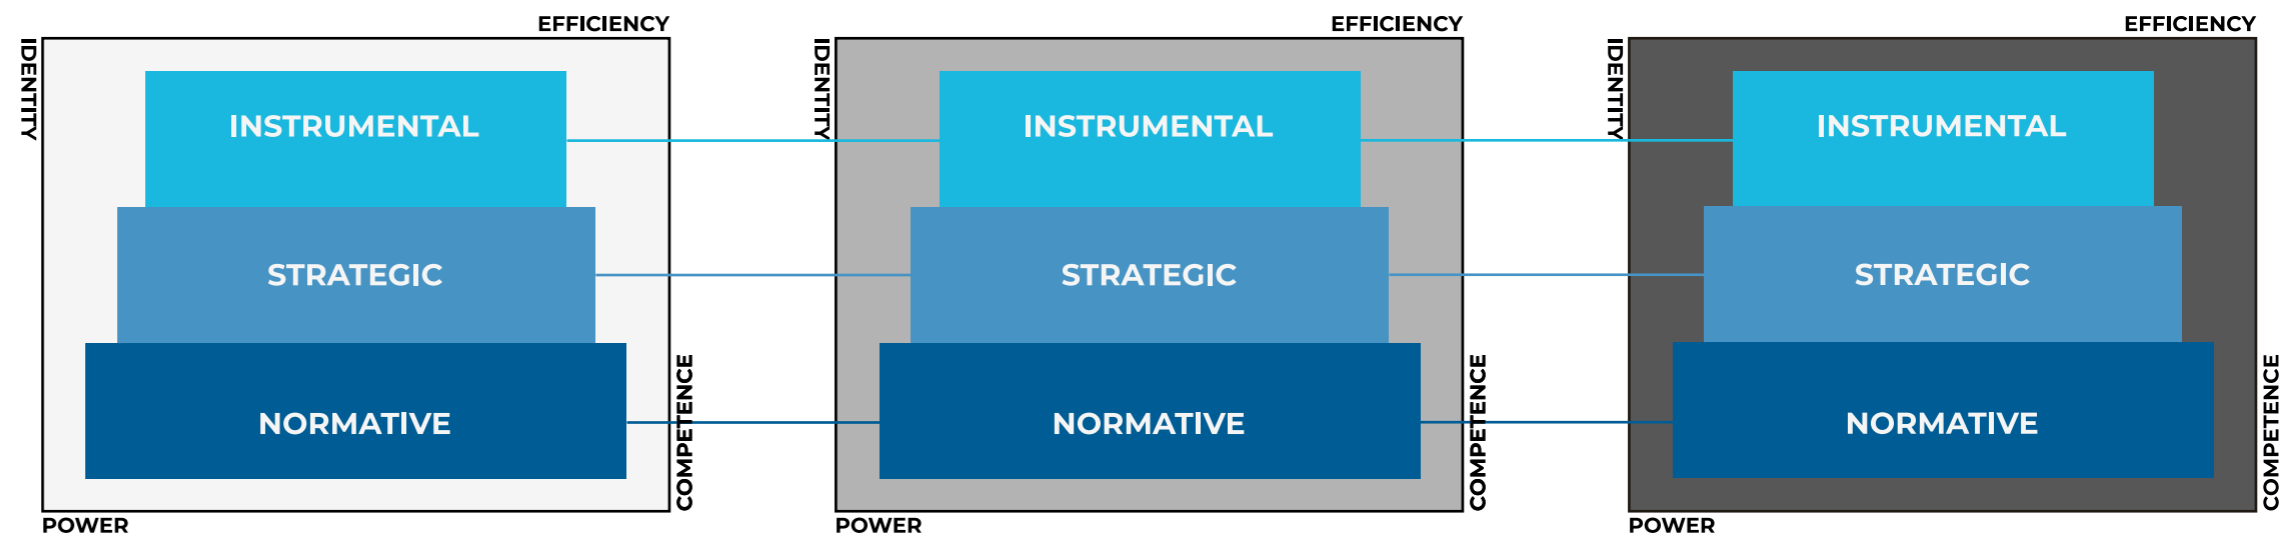 EFFICIENCY
IDENTITY
INSTRUMENTAL
STRATEGIC
NORMATIVE
COMPETENCE
POWER
EFFICIENCY
IDENTITY
INSTRUMENTAL
STRATEGIC
NORMATIVE
COMPETENCE
POWER
EFFICIENCY
IDENTITY
INSTRUMENTAL
STRATEGIC
NORMATIVE
COMPETENCE
POWER